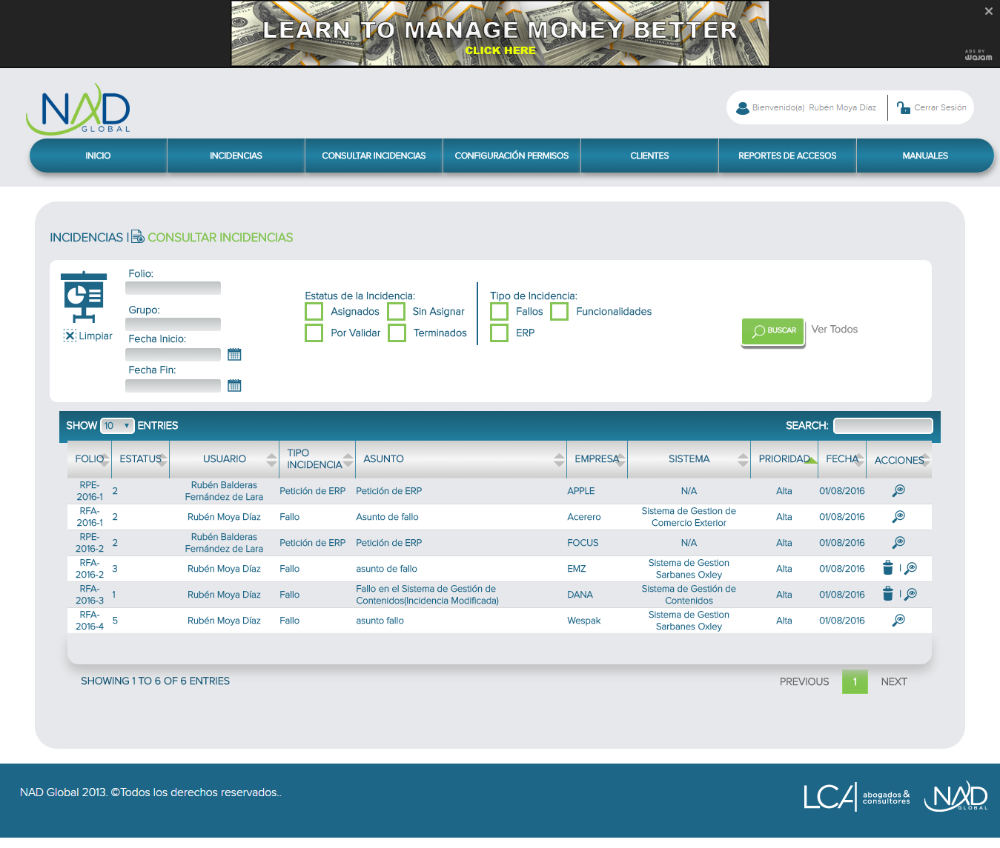 LEARN TO MANAGE MONEY BETTER
CLICK HERE
ADS BY
wajam
NAD
GLOBAL
Bienvenido(a) Rubén Moya Díaz
Cerrar Sesión
INICIO
INCIDENCIAS
CONSULTAR INCIDENCIAS
CONFIGURACIÓN PERMISOS
CLIENTES
REPORTES DE ACCESOS
MANUALES
INCIDENCIAS | CONSULTAR INCIDENCIAS
Limpiar
Folio:
Grupo:
Fecha Inicio:
Fecha Fin:
Estatus de la Incidencia:
Asignados Sin Asignar
Por Validar Terminados
Tipo de Incidencia:
Fallos Funcionalidades
ERP
BUSCAR
Ver Todos
SHOW 10 ENTRIES
SEARCH:
FOLIO ESTATUS USUARIO TIPO INCIDENCIA ASUNTO EMPRESA SISTEMA PRIORIDAD FECHA ACCIONES
RPE-2016-1 2 Rubén Balderas Fernández de Lara Petición de ERP Petición de ERP APPLE N/A Alta 01/08/2016
RFA-2016-1 2 Rubén Moya Díaz Fallo Asunto de fallo Acerero Sistema de Gestion de Comercio Exterior Alta 01/08/2016
RPE-2016-2 2 Rubén Balderas Fernández de Lara Petición de ERP Petición de ERP FOCUS N/A Alta 01/08/2016
RFA-2016-2 3 Rubén Moya Díaz Fallo asunto de fallo EMZ Sistema de Gestion Sarbanes Oxley Alta 01/08/2016 |
RFA-2016-3 1 Rubén Moya Díaz Fallo Fallo en el Sistema de Gestión de Contenidos(Incidencia Modificada) DANA Sistema de Gestión de Contenidos Alta 01/08/2016 |
RFA-2016-4 5 Rubén Moya Díaz Fallo asunto fallo Wespak Sistema de Gestion Sarbanes Oxley Alta 01/08/2016
SHOWING 1 TO 6 OF 6 ENTRIES
PREVIOUS 1 NEXT
NAD Global 2013. ©Todos los derechos reservados..
LCA abogados & consultores
NAD
GLOBAL